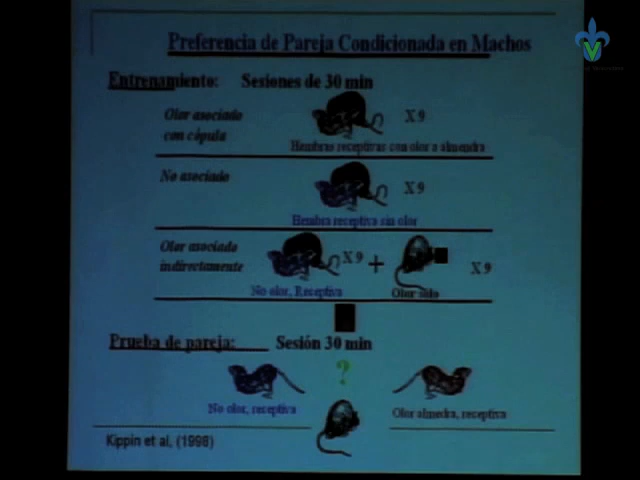 Preferencia de Pareja Condicionada en Machos
Entrenamiento: Sesiones de 30 min
Olor asociado
con cópula
X 9
Hembras receptivas con olor a almendra
No asociado
X 9
Hembra receptiva sin olor
Olor asociado
indirectamente
X 9 + X 9
No olor, Receptiva
Olor sólo
Prueba de pareja: Sesión 30 min
?
No olor, receptiva
Olor almedra, receptiva
Kippin et al, (1998)